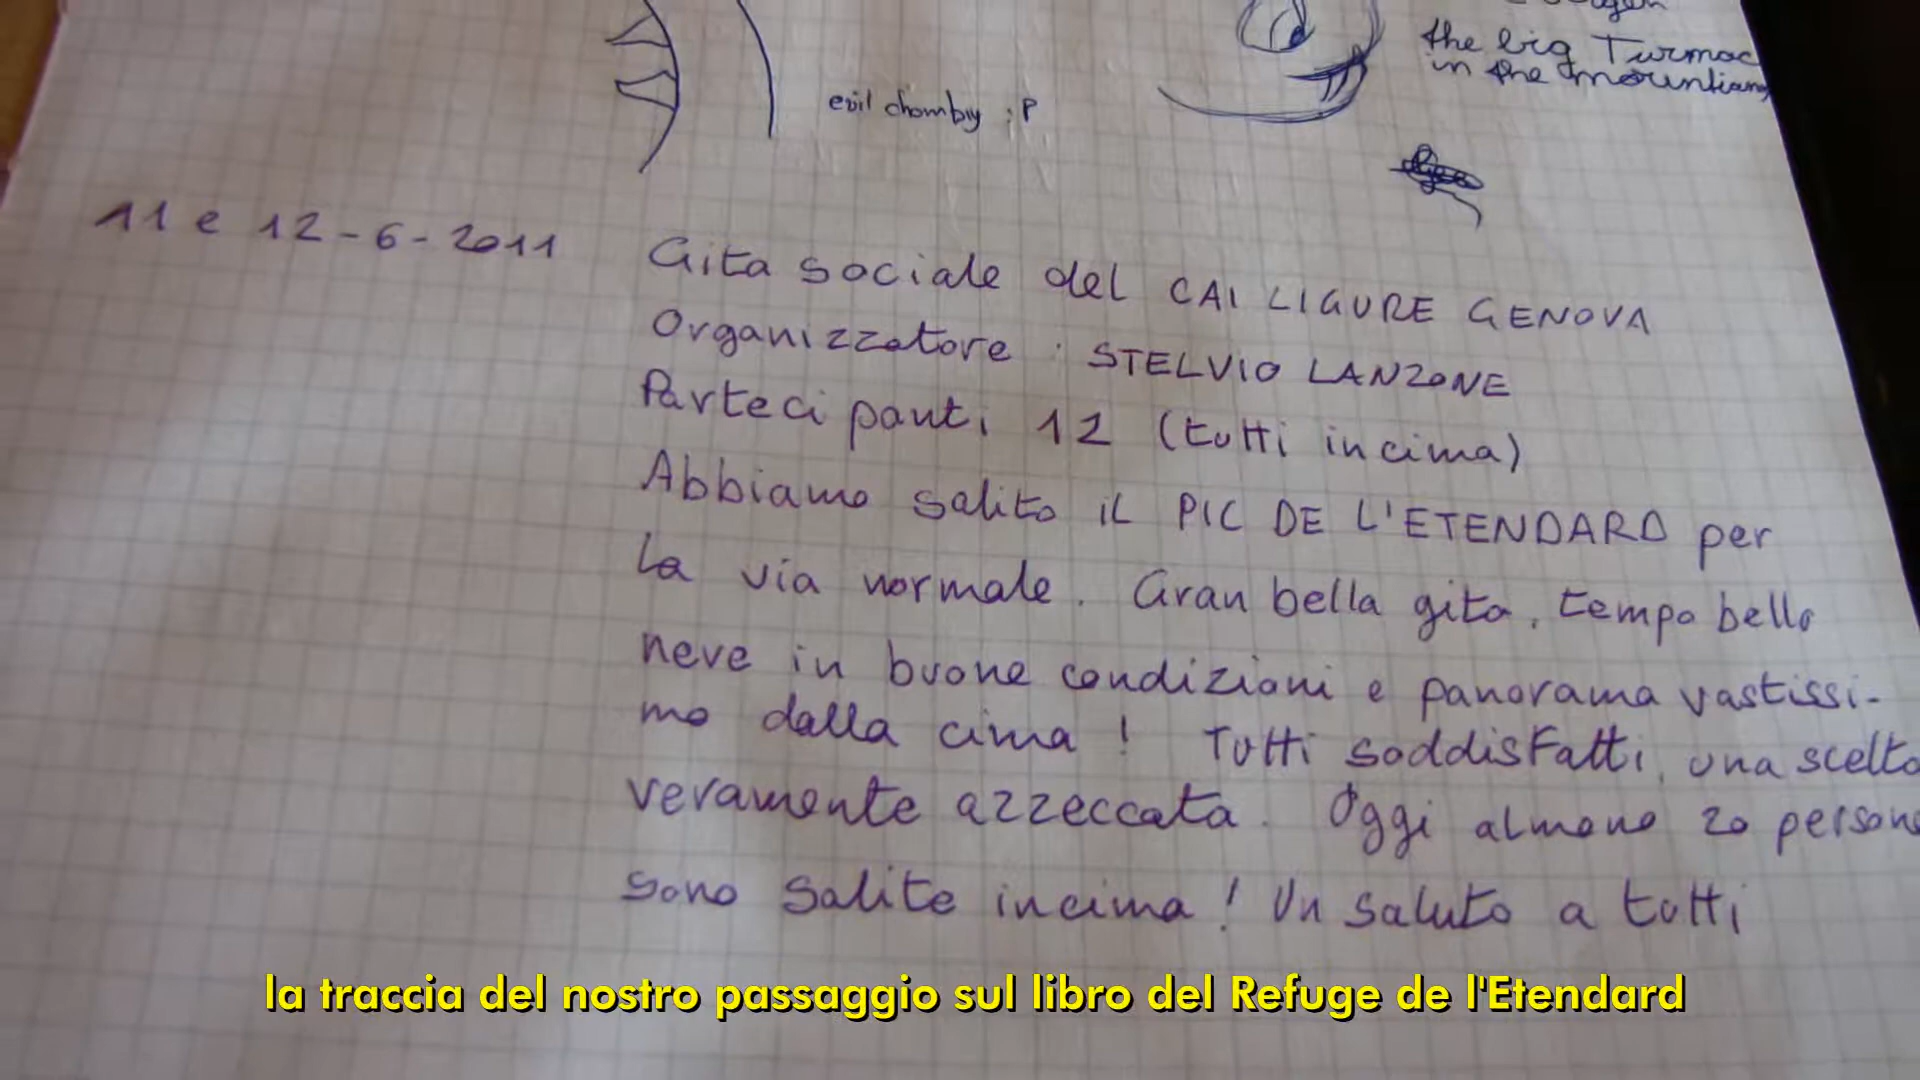 the big Turmac
in the mountians
evil chomby :P
11 e 12-6-2011
Gita sociale del CAI LIGURE GENOVA
Organizzatore : STELVIO LANZONE
Partecipanti 12 (tutti in cima)
Abbiamo salito il PIC DE L'ETENDARD per
la via normale. Gran bella gita, tempo bello
neve in buone condizioni e panorama vastissi-
mo dalla cima ! Tutti soddisfatti, una scelta
veramente azzeccata. Oggi almeno 20 persone
sono salite in cima ! Un saluto a tutti
la traccia del nostro passaggio sul libro del Refuge de l'Etendard